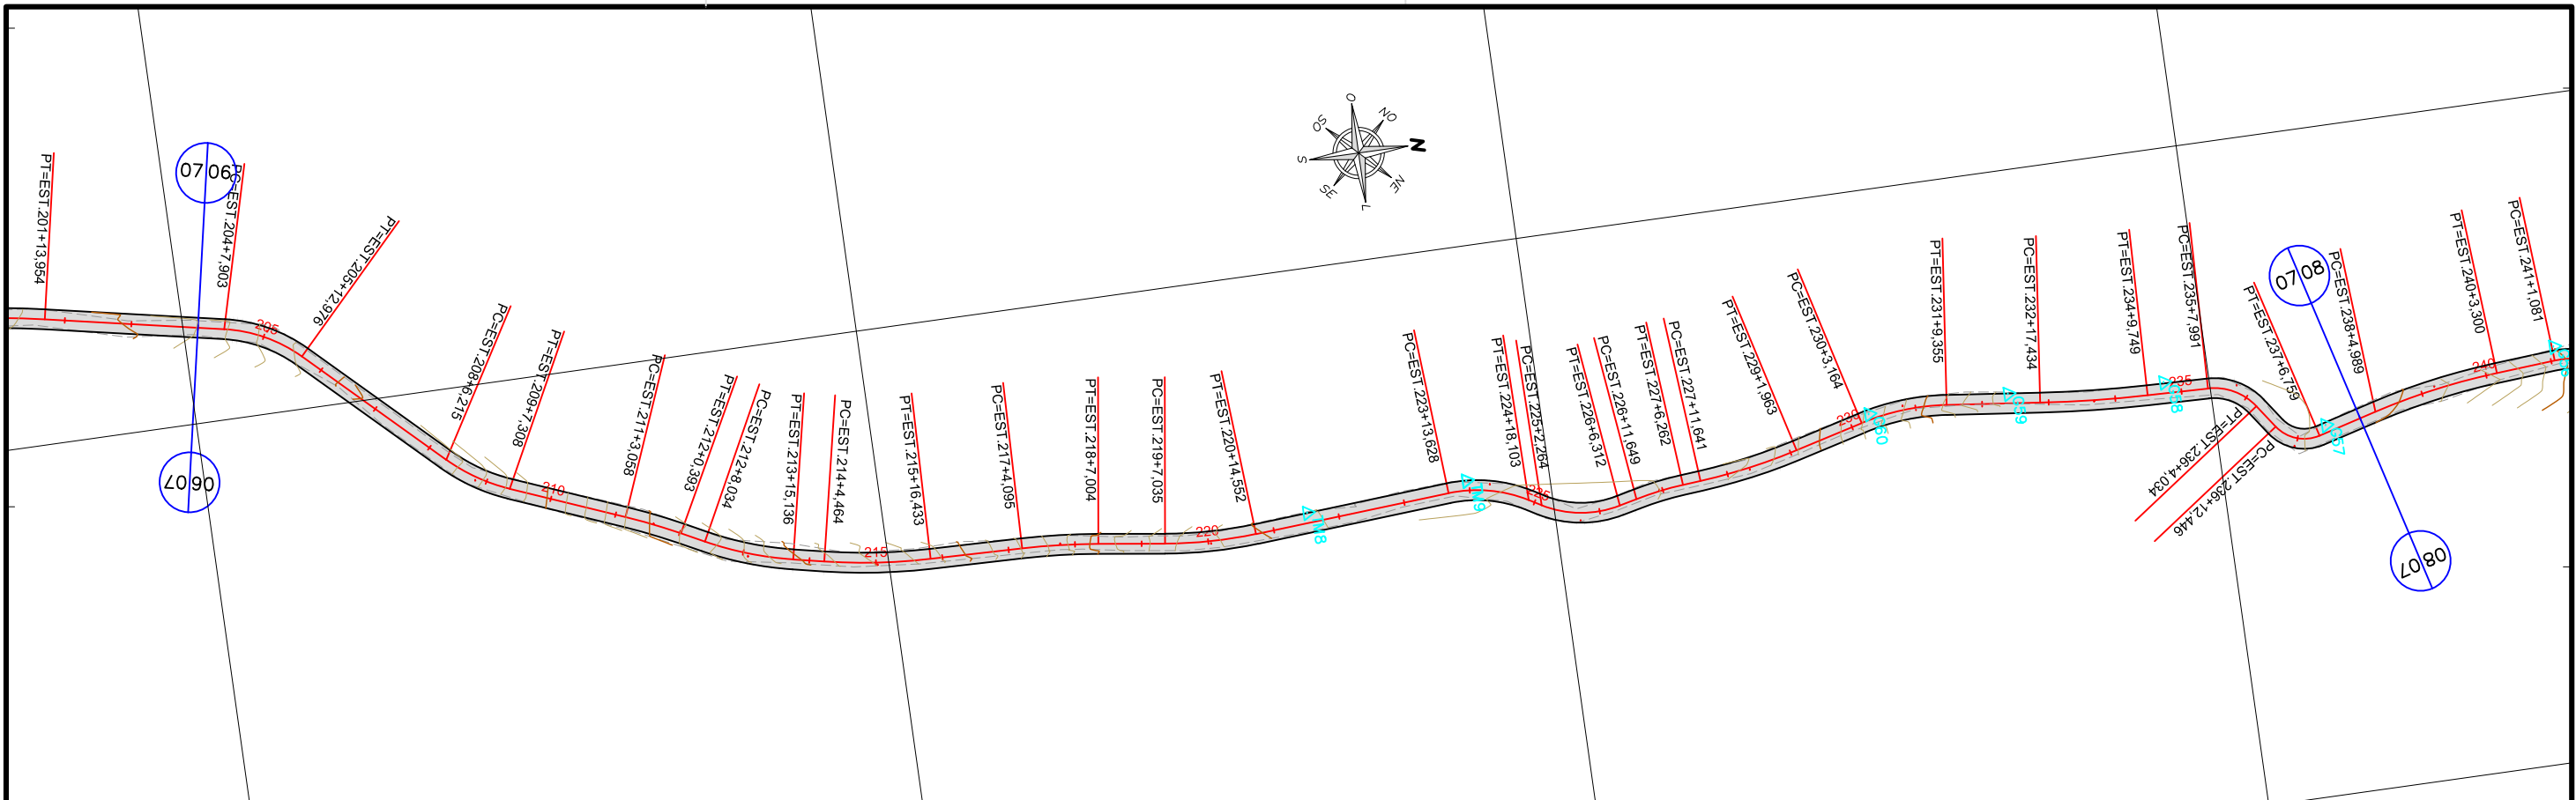 PT=EST.201+13,954
07 06
06 07
PC=EST.204+7,903
205
PT=EST.205+12,976
PC=EST.208+6,215
PT=EST.209+7,308
210
PC=EST.211+3,058
PT=EST.212+0,393
PC=EST.212+8,034
PT=EST.213+15,136
PC=EST.214+4,464
215
PT=EST.215+16,433
PC=EST.217+4,095
PT=EST.218+7,004
PC=EST.219+7,035
220
PT=EST.220+14,552
O
NO
N
NE
L
SE
S
SO
PC=EST.223+13,628
PT=EST.224+18,103
PC=EST.225+2,264
225
PT=EST.226+6,312
PC=EST.226+11,649
PT=EST.227+6,262
PC=EST.227+11,641
PT=EST.229+1,963
PC=EST.230+3,164
230
PT=EST.231+9,355
PC=EST.232+17,434
PT=EST.234+9,749
235
PC=EST.235+7,991
PT=EST.236+4,034
PC=EST.236+12,446
PT=EST.237+6,759
07 08
08 07
PC=EST.238+4,989
PT=EST.240+3,300
240
PC=EST.241+1,081